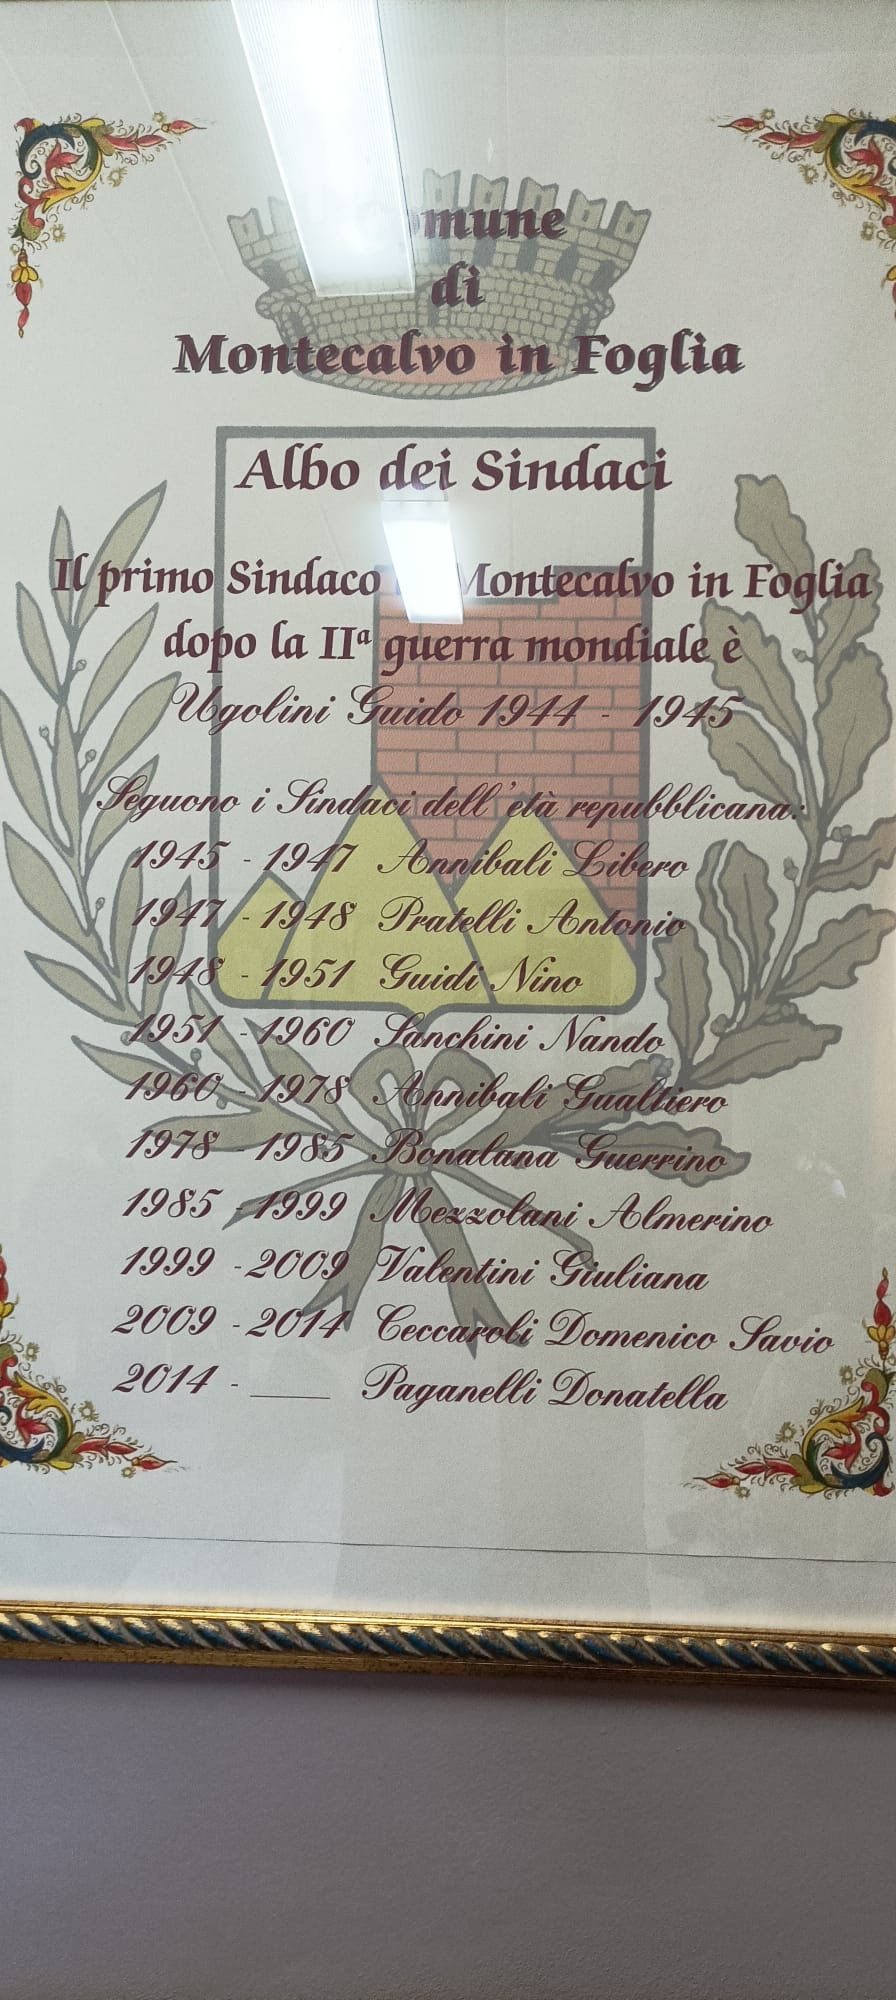 Comune
di
Montecalvo in Foglia
Albo dei Sindaci
Il primo Sindaco Montecalvo in Foglia
dopo la IIª guerra mondiale è
Ugolini Guido 1944 - 1945
Seguono i Sindaci dell'età repubblicana:
1945 - 1947 Annibali Libero
1947 - 1948 Pratelli Antonio
1948 - 1951 Guidi Nino
1951 - 1960 Sanchini Nando
1960 - 1978 Annibali Gualtiero
1978 - 1985 Bonalana Guerrino
1985 - 1999 Mezzolani Almerino
1999 - 2009 Valentini Giuliana
2009 - 2014 Ceccaroli Domenico Savio
2014 - ____ Paganelli Donatella